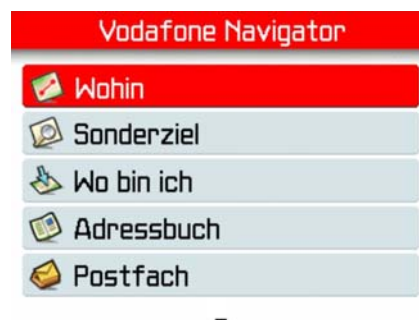 Vodafone Navigator
Wohin
Sonderziel
Wo bin ich
Adressbuch
Postfach